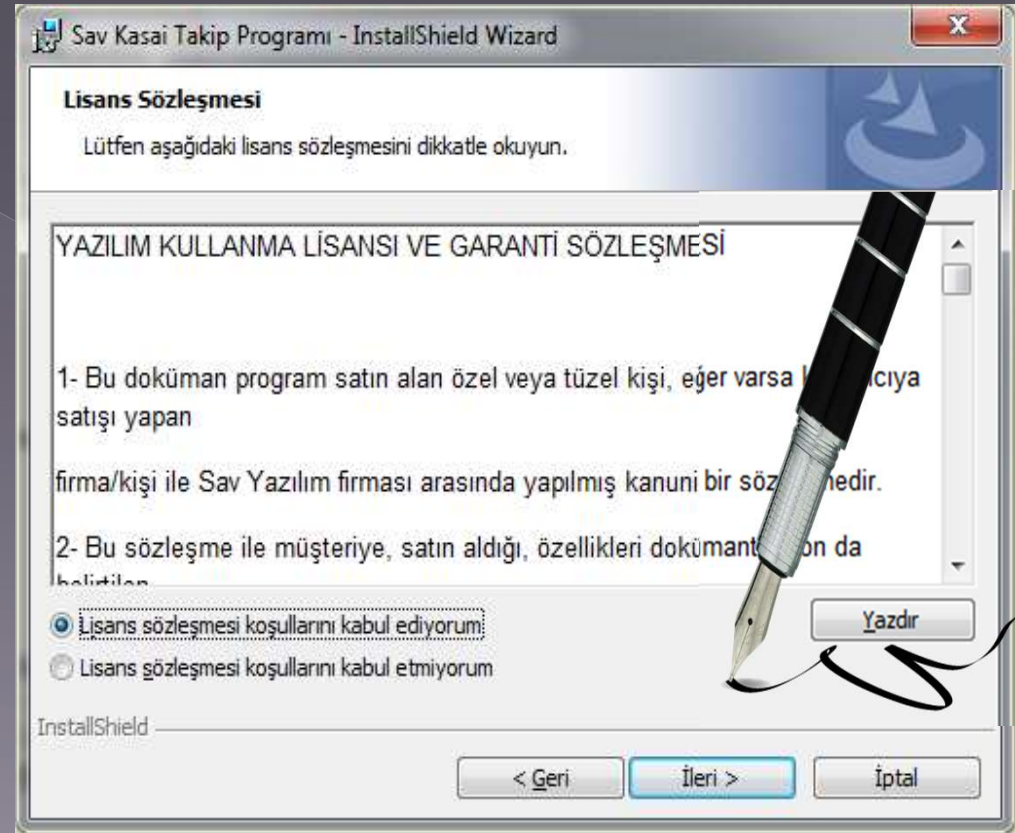 Sav Kasai Takip Programı - InstallShield Wizard
Lisans Sözleşmesi
Lütfen aşağıdaki lisans sözleşmesini dikkatle okuyun.
YAZILIM KULLANMA LİSANSI VE GARANTİ SÖZLEŞMESİ
1- Bu doküman program satın alan özel veya tüzel kişi, eğer varsa
satışı yapan
firma/kişi ile Sav Yazılım firması arasında yapılmış kanuni bir
2- Bu sözleşme ile müşteriye, satın aldığı, özellikleri da
belirtilen
Lisans sözleşmesi koşullarını kabul ediyorum
Yazdır
Lisans sözleşmesi koşullarını kabul etmiyorum
InstallShield
< Geri
İleri >
İptal